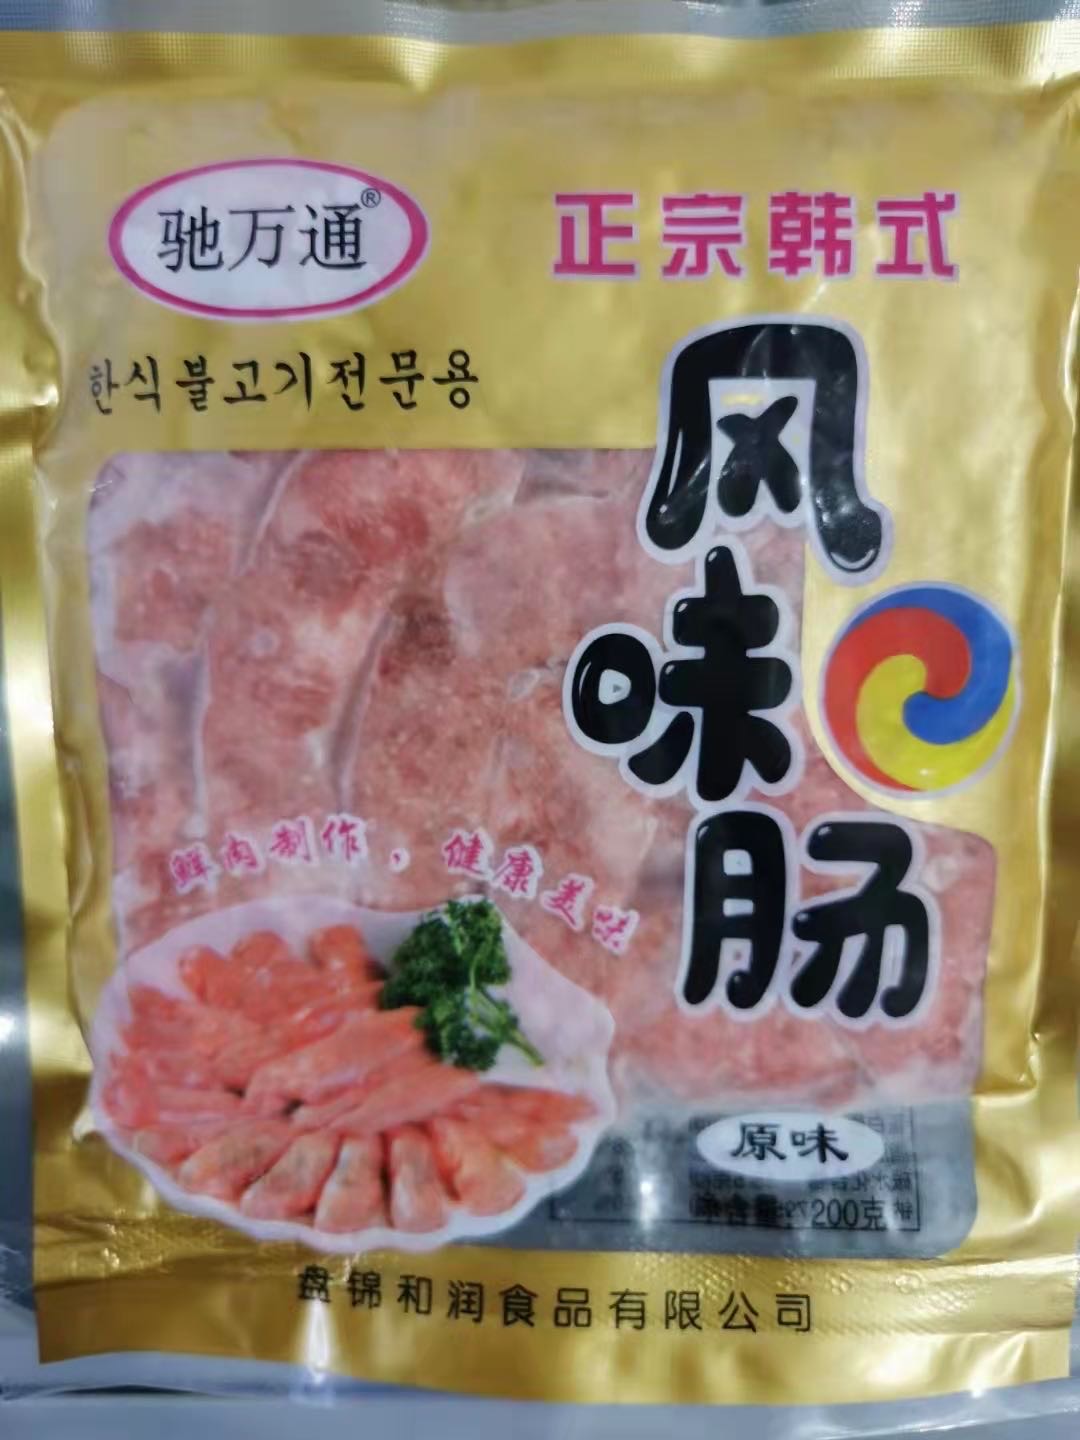 驰万通®
正宗韩式
한식불고기전문용
风味肠
鲜肉制作，健康美味
原味
净含量：200克
盘锦和润食品有限公司